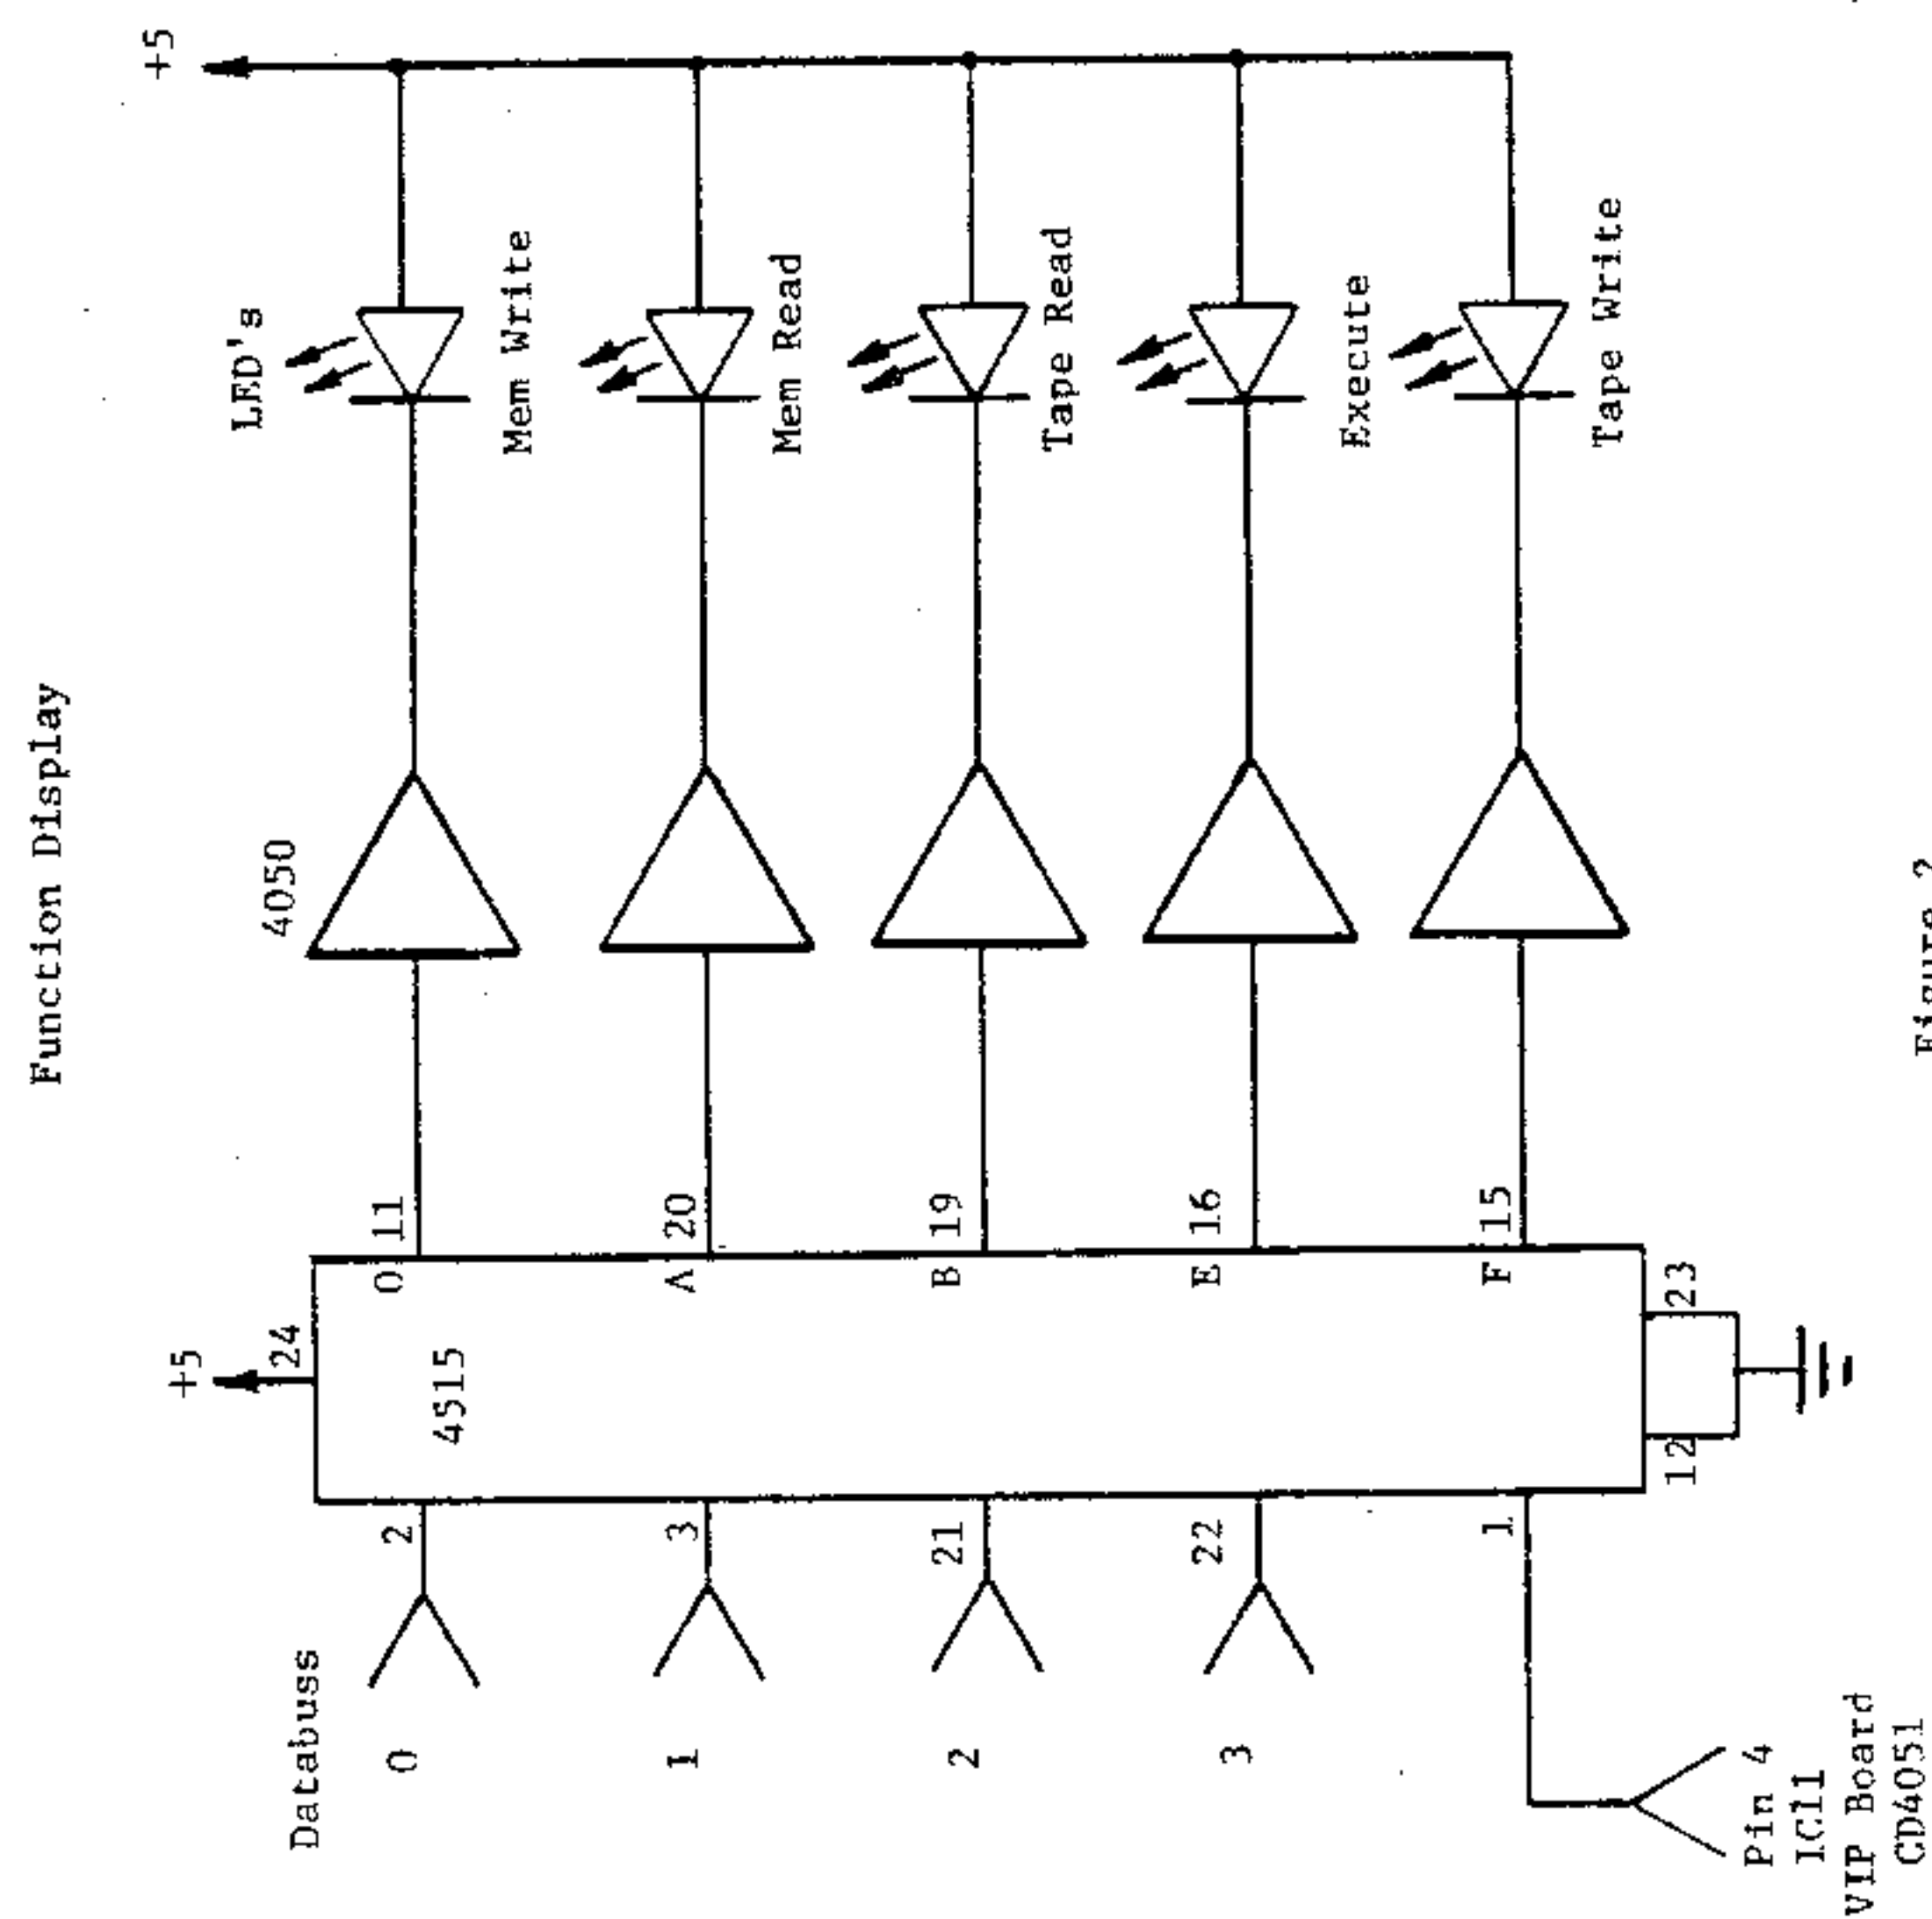 Function Display
+5
LED's
Mem Write
Mem Read
Tape Read
Execute
Tape Write
4050
11
20
19
16
15
+5
24
0
A
B
E
F
23
4515
12
2
3
21
22
1
Databuss
0
1
2
3
Pin 4
IC11
VIP Board
CD4051
Figure 2